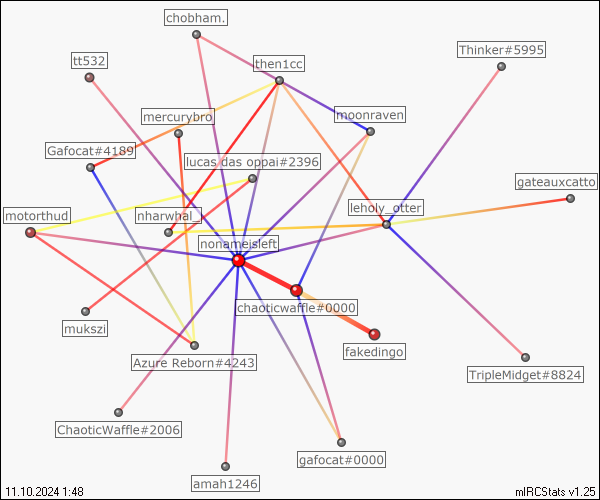 chobham.
Thinker#5995
tt532
then1cc
mercurybro
moonraven
Gafocat#4189
lucas das oppai#2396
gateauxcatto
leholy_otter
motorthud
nharwhal_
nonameisleft
chaoticwaffle#0000
mukszi
fakedingo
Azure Reborn#4243
TripleMidget#8824
ChaoticWaffle#2006
gafocat#0000
amah1246
11.10.2024 1:48
mIRCStats v1.25